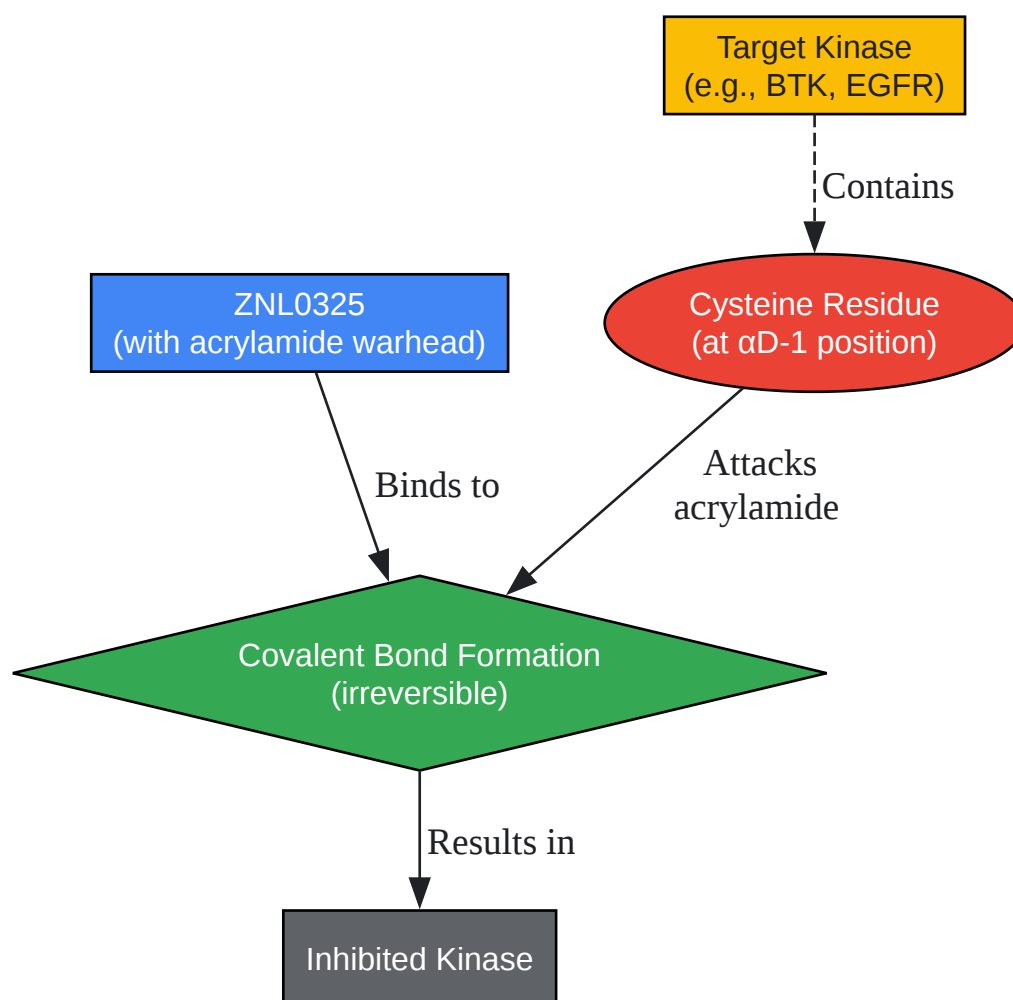 Target Kinase
(e.g., BTK, EGFR)
Contains
ZNL0325
(with acrylamide warhead)
Cysteine Residue
(at αD-1 position)
Binds to
Attacks
acrylamide
Covalent Bond Formation
(irreversible)
Results in
Inhibited Kinase